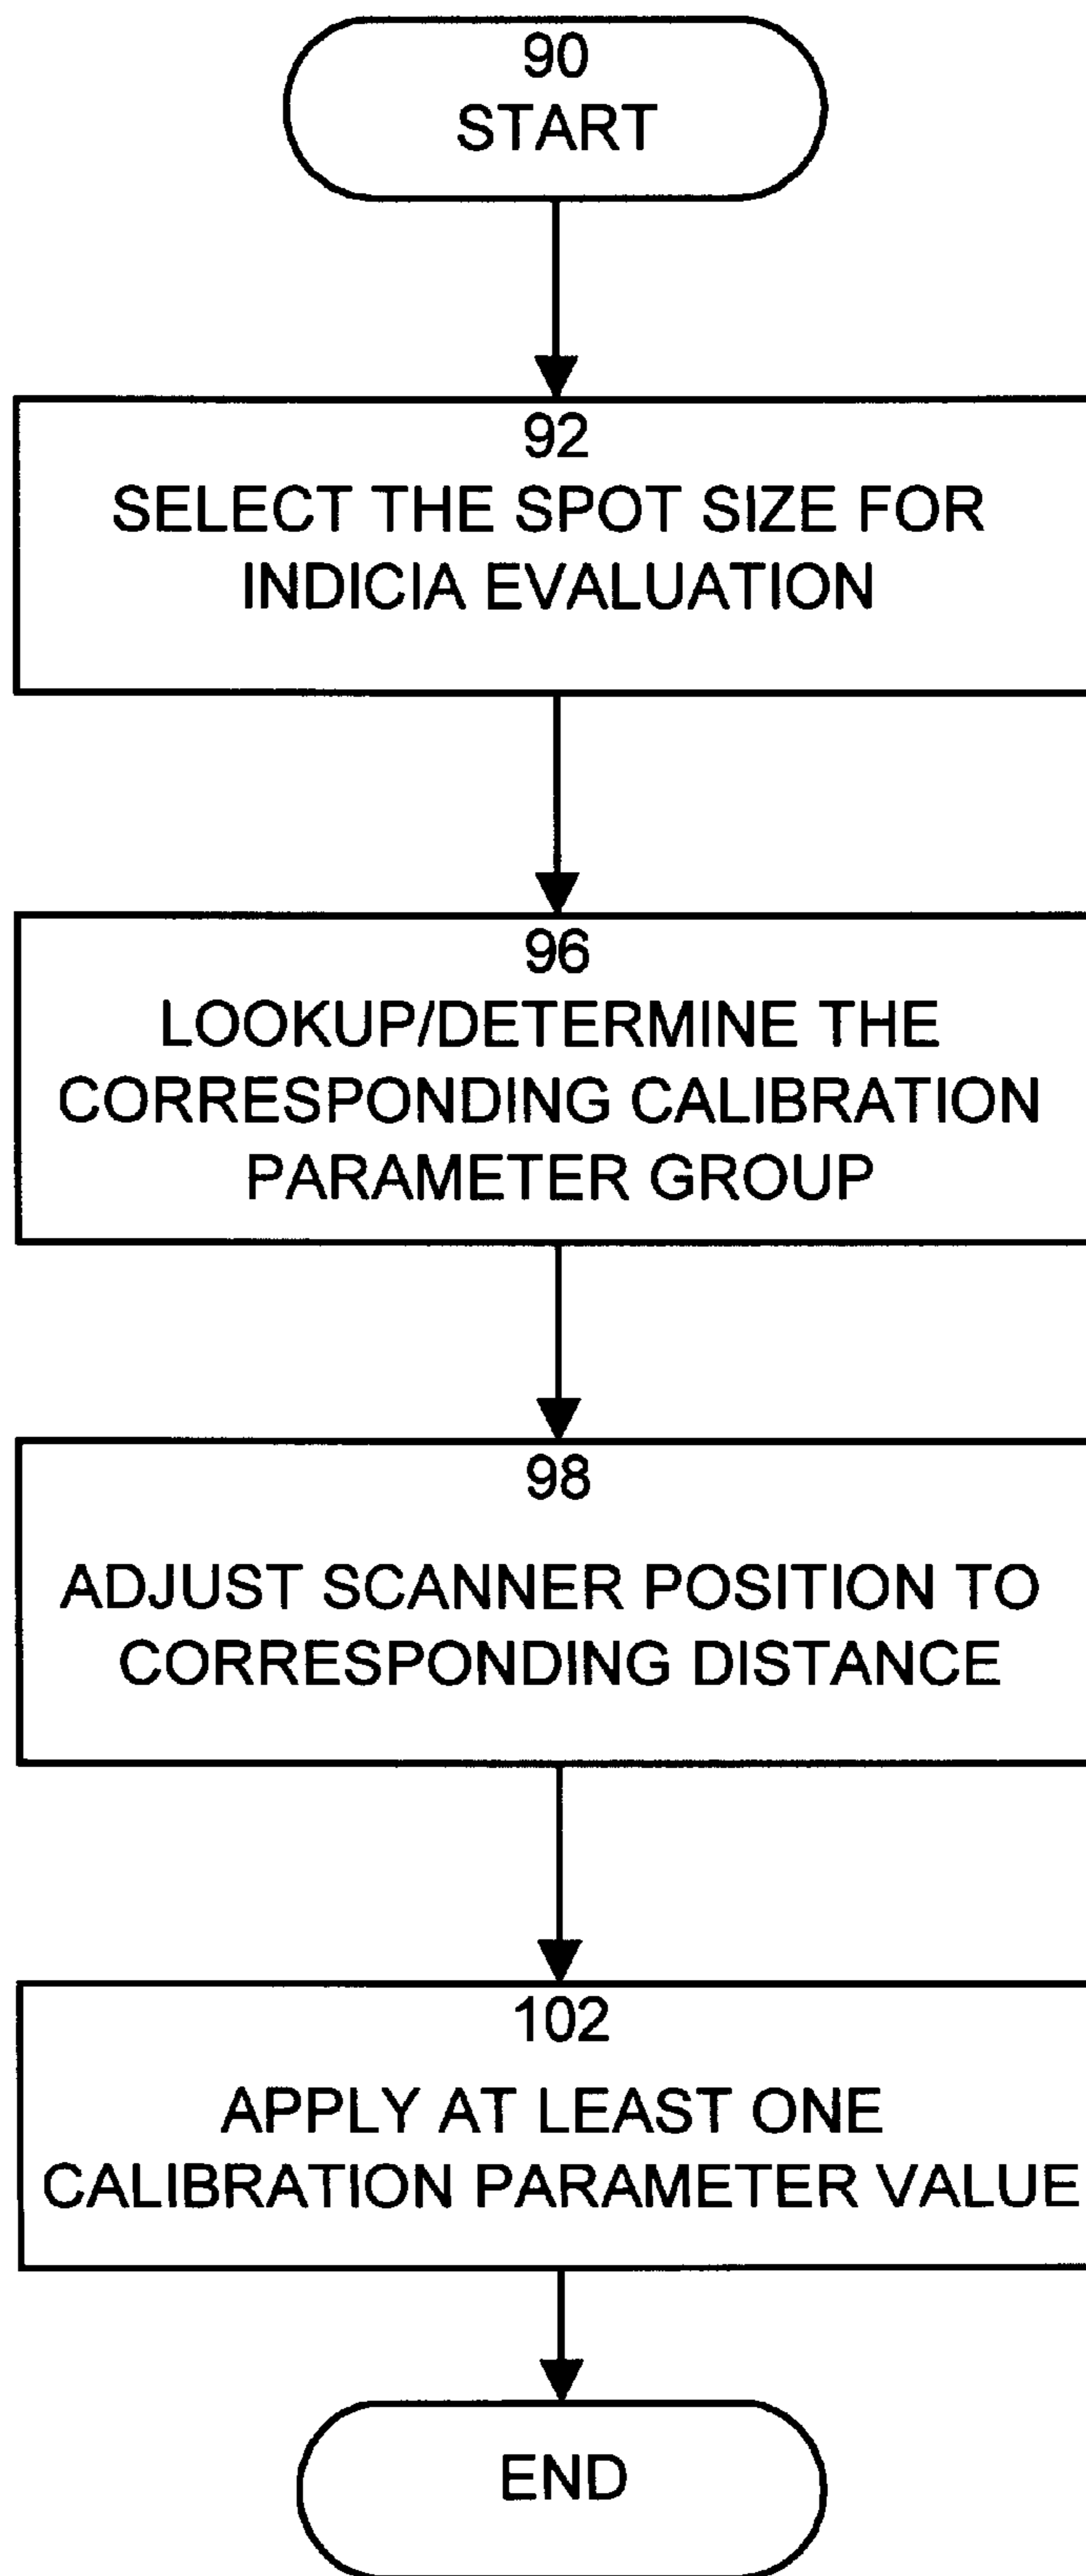 90
START
92
SELECT THE SPOT SIZE FOR
INDICIA EVALUATION
96
LOOKUP/DETERMINE THE
CORRESPONDING CALIBRATION
PARAMETER GROUP
98
ADJUST SCANNER POSITION TO
CORRESPONDING DISTANCE
102
APPLY AT LEAST ONE
CALIBRATION PARAMETER VALUE
END